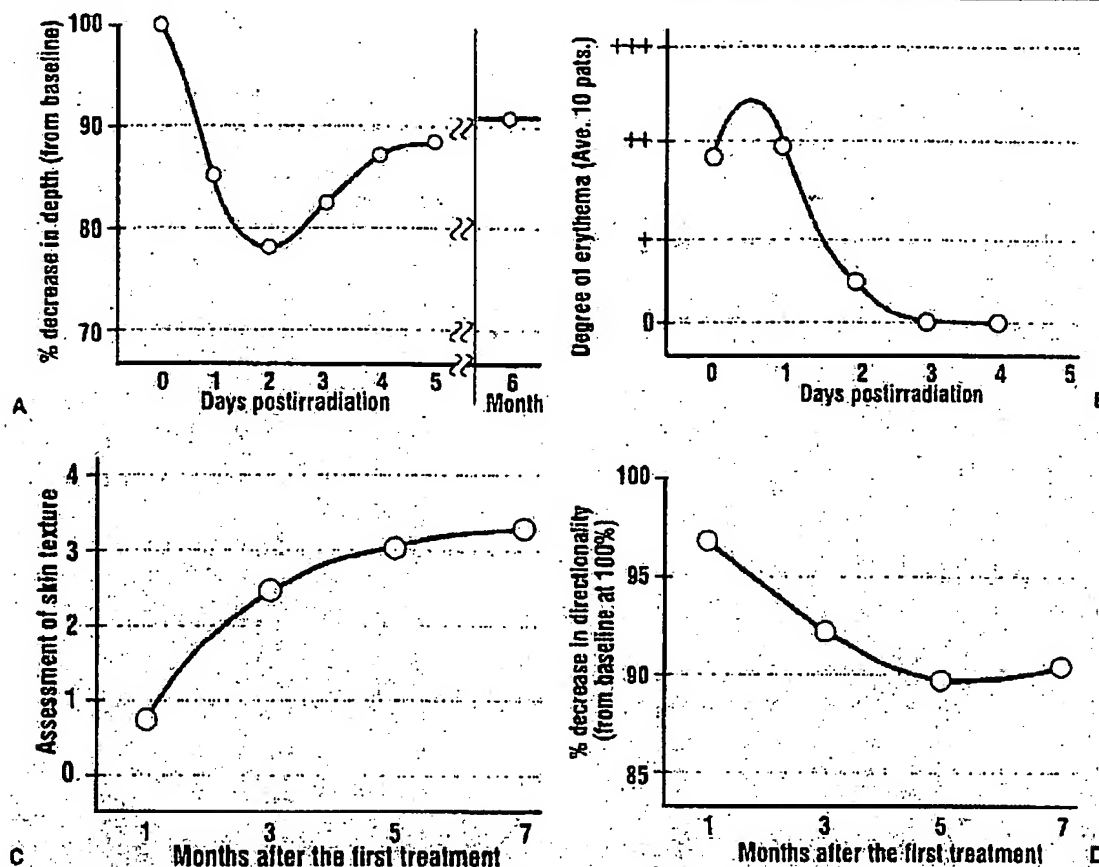 % decrease in depth (from baseline)
100
90
80
70
0 1 2 3 4 5 6
Days postirradiation Month
A
Degree of erythema (Ave. 10 pats.)
+++
++
+
0
0 1 2 3 4 5
Days postirradiation
Assessment of skin texture
4
3
2
1
0
1 3 5 7
Months after the first treatment
C
% decrease in directionality
(from baseline at 100%)
100
95
90
85
1 3 5 7
Months after the first treatment